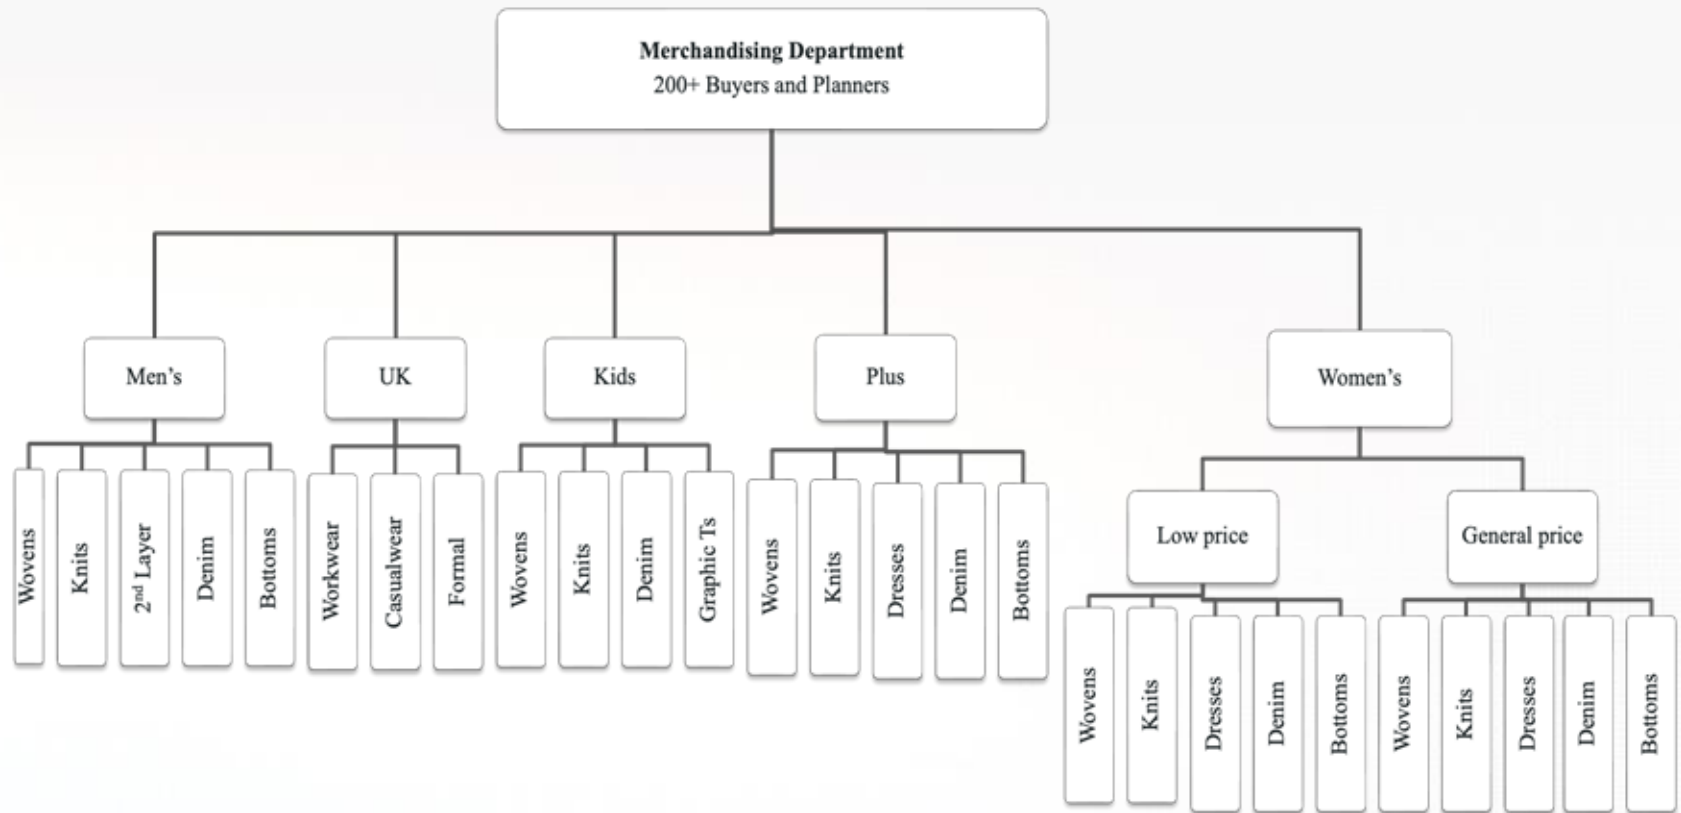 Merchandising Department
200+ Buyers and Planners
Men’s
UK
Kids
Plus
Women’s
Low price
General price
Wovens
Knits
2nd Layer
Denim
Bottoms
Workwear
Casualwear
Formal
Wovens
Knits
Denim
Graphic Ts
Wovens
Knits
Dresses
Denim
Bottoms
Wovens
Knits
Dresses
Denim
Bottoms
Wovens
Knits
Dresses
Denim
Bottoms